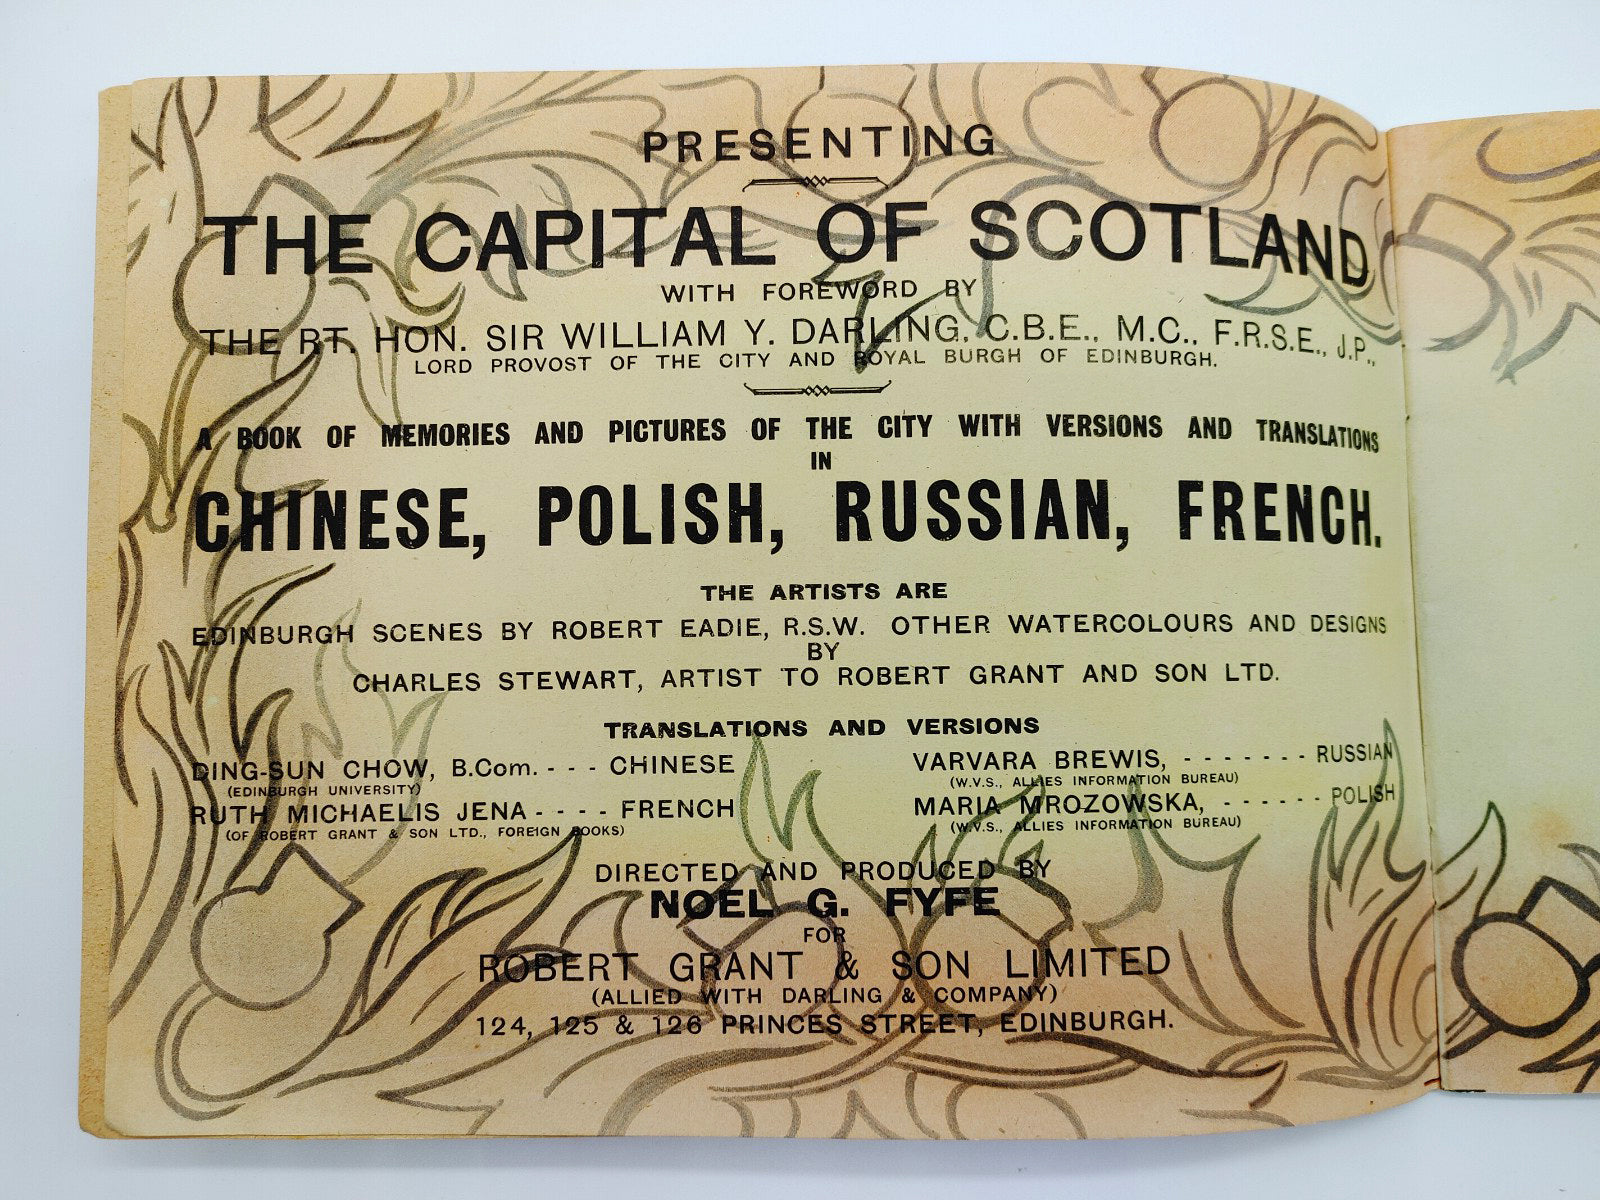 PRESENTING
THE CAPITAL OF SCOTLAND
WITH FOREWORD BY
THE RT. HON. SIR WILLIAM Y. DARLING, C.B.E., M.C., F.R.S.E., J.P.,
LORD PROVOST OF THE CITY AND ROYAL BURGH OF EDINBURGH.
A BOOK OF MEMORIES AND PICTURES OF THE CITY WITH VERSIONS AND TRANSLATIONS
IN
CHINESE, POLISH, RUSSIAN, FRENCH.
THE ARTISTS ARE
EDINBURGH SCENES BY ROBERT EADIE, R.S.W. OTHER WATERCOLOURS AND DESIGNS
BY
CHARLES STEWART, ARTIST TO ROBERT GRANT AND SON LTD.
TRANSLATIONS AND VERSIONS
DING-SUN CHOW, B.Com. - - - CHINESE
(EDINBURGH UNIVERSITY)
RUTH MICHAELIS JENA - - - - FRENCH
(OF ROBERT GRANT & SON LTD., FOREIGN BOOKS)
VARVARA BREWIS, - - - - - - - RUSSIAN
(W.V.S., ALLIES INFORMATION BUREAU)
MARIA MROZOWSKA, - - - - - - POLISH
(W.V.S., ALLIES INFORMATION BUREAU)
DIRECTED AND PRODUCED BY
NOEL G. FYFE
FOR
ROBERT GRANT & SON LIMITED
(ALLIED WITH DARLING & COMPANY)
124, 125 & 126 PRINCES STREET, EDINBURGH.